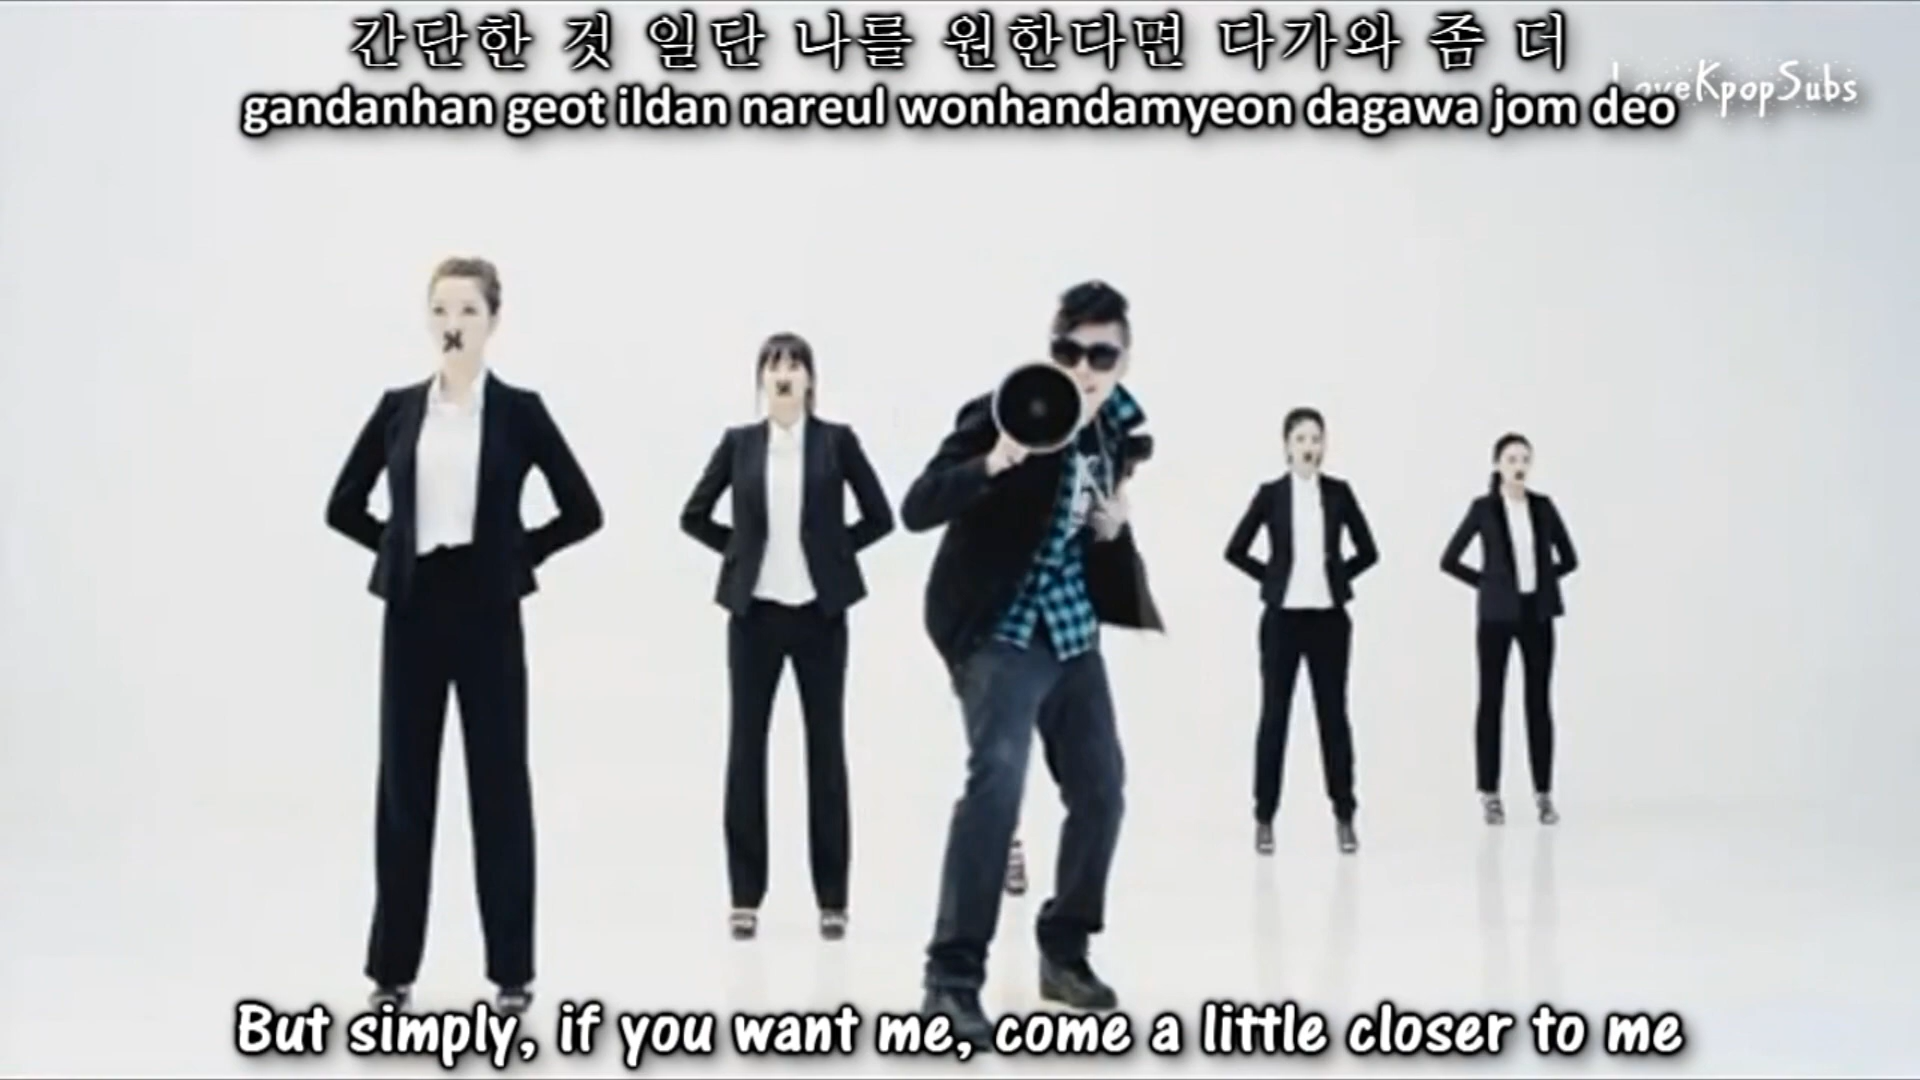 간단한 것 일단 나를 원한다면 다가와 좀 더
gandanhan geot ildan nareul wonhandamyeon dagawa jom deo
LoveKpopSubs
But simply, if you want me, come a little closer to me